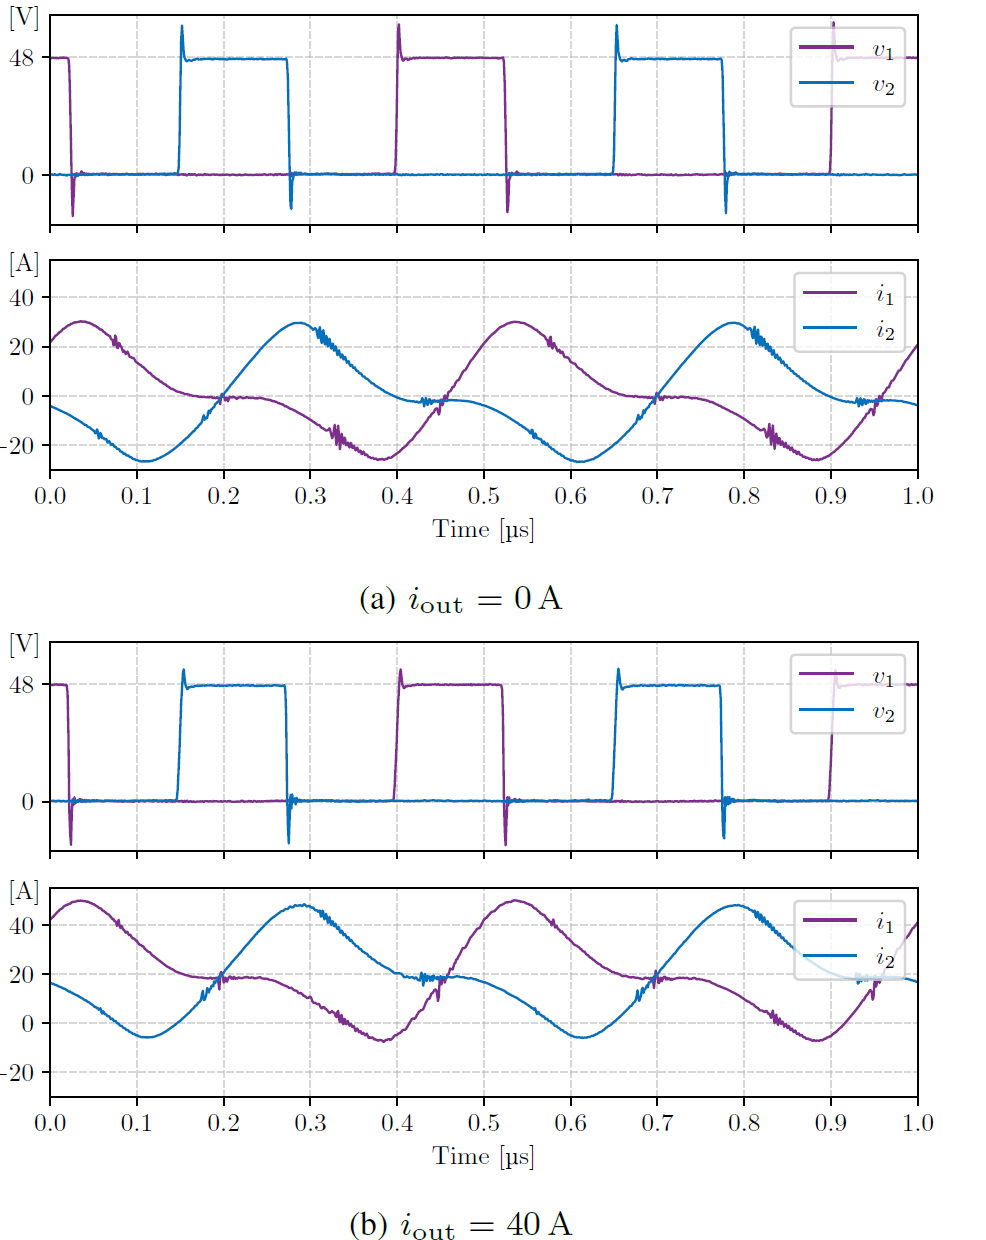 [V]
48
0
v1
v2
[A]
40
20
0
-20
i1
i2
0.0 0.1 0.2 0.3 0.4 0.5 0.6 0.7 0.8 0.9 1.0
Time [µs]
(a) iout = 0 A
[V]
48
0
v1
v2
[A]
40
20
0
-20
i1
i2
0.0 0.1 0.2 0.3 0.4 0.5 0.6 0.7 0.8 0.9 1.0
Time [µs]
(b) iout = 40 A